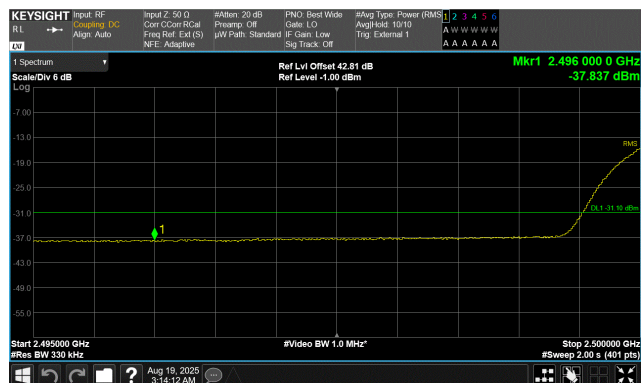 KEYSIGHT
RL
LXI
Input: RF
Coupling: DC
Align: Auto
Input Z: 50 Ω
Corr CCorr RCal
Freq Ref: Ext (S)
NFE: Adaptive
#Atten: 20 dB
Preamp: Off
µW Path: Standard
PNO: Best Wide
Gate: LO
IF Gain: Low
Sig Track: Off
#Avg Type: Power (RMS
Avg|Hold: 10/10
Trig: External 1
1 2 3 4 5 6
A W W W W W
A A A A A A
1 Spectrum
Scale/Div 6 dB
Ref Lvl Offset 42.81 dB
Ref Level -1.00 dBm
Mkr1 2.496 000 0 GHz
-37.837 dBm
Log
-7.00
-13.0
-19.0
RMS
-25.0
-31.0
DL1 -31.10 dBm
1
-37.0
-43.0
-49.0
-55.0
Start 2.495000 GHz
#Video BW 1.0 MHz*
Stop 2.500000 GHz
#Res BW 330 kHz
#Sweep 2.00 s (401 pts)
?
Aug 19, 2025
3:14:12 AM